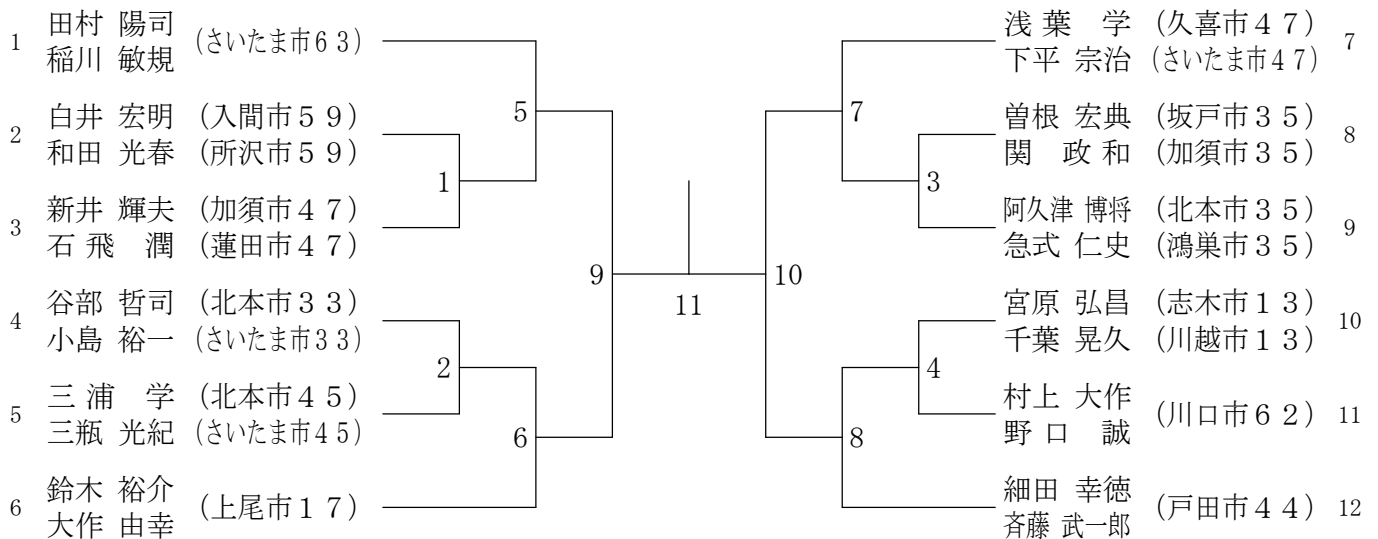 1 田村 陽司 (さいたま市63)
稲川 敏規
2 白井 宏明 (入間市59)
和田 光春 (所沢市59)
3 新井 輝夫 (加須市47)
石飛 潤 (蓮田市47)
4 谷部 哲司 (北本市33)
小島 裕一 (さいたま市33)
5 三浦 学 (北本市45)
三瓶 光紀 (さいたま市45)
6 鈴木 裕介 (上尾市17)
大作 由幸
5
1
9
2
6
11
7
3
10
4
8
浅葉 学 (久喜市47) 7
下平 宗治 (さいたま市47)
曽根 宏典 (坂戸市35) 8
関 政和 (加須市35)
阿久津 博将 (北本市35) 9
急式 仁史 (鴻巣市35)
宮原 弘昌 (志木市13) 10
千葉 晃久 (川越市13)
村上 大作 (川口市62) 11
野口 誠
細田 幸徳 (戸田市44) 12
斉藤 武一郎